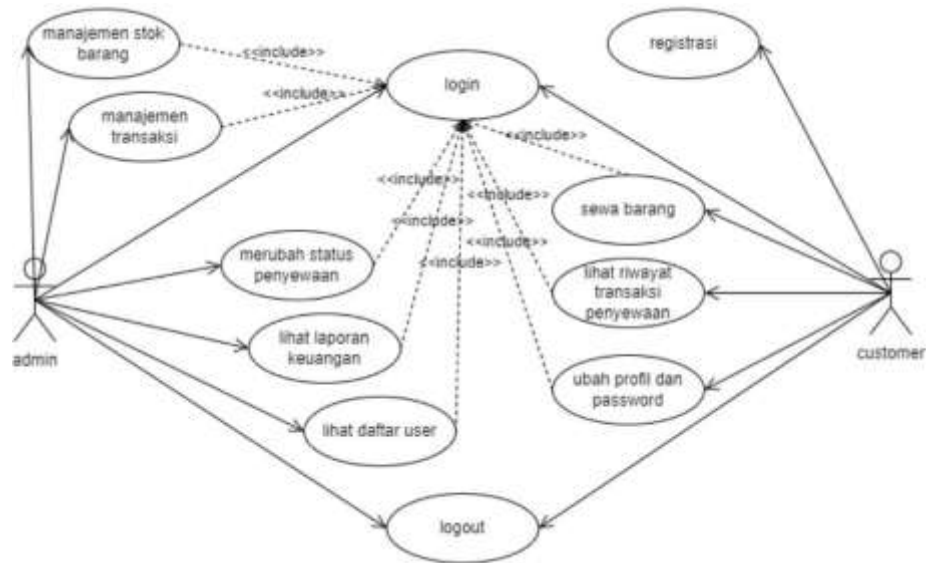 manajemen stok
barang
<<include>>
registrasi
login
<<include>>
manajemen
transaksi
<<include>>
<<include>>
<<include>>
sewa barang
<<include>>
<<include>>
merubah status
penyewaan
<<include>>
lihat riwayat
transaksi
penyewaan
lihat laporan
keuangan
admin
customer
ubah profil dan
password
lihat daftar user
logout